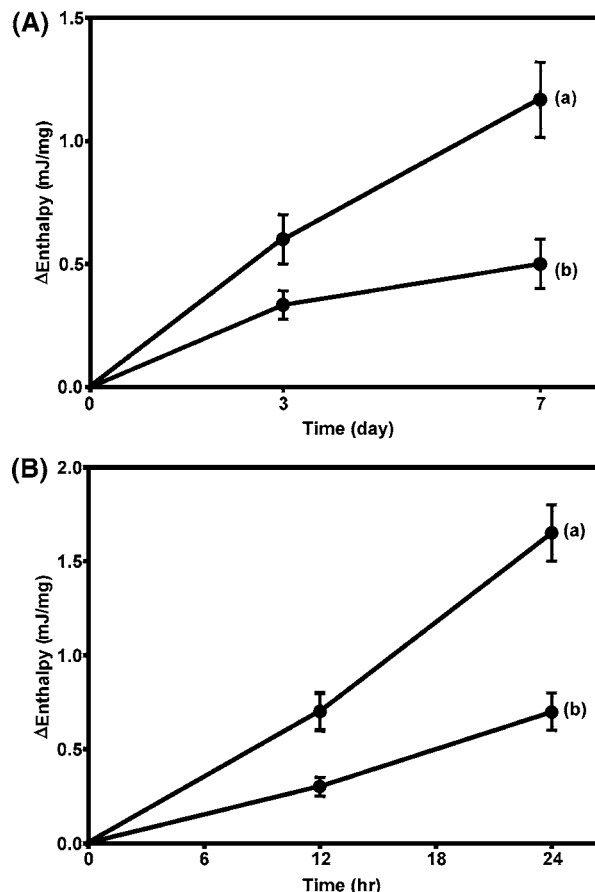 (A)
1.5
1.0
0.5
0.0
ΔEnthalpy (mJ/mg)
(a)
(b)
0 3 7
Time (day)
(B)
2.0
1.5
1.0
0.5
0.0
ΔEnthalpy (mJ/mg)
(a)
(b)
0 6 12 18 24
Time (hr)